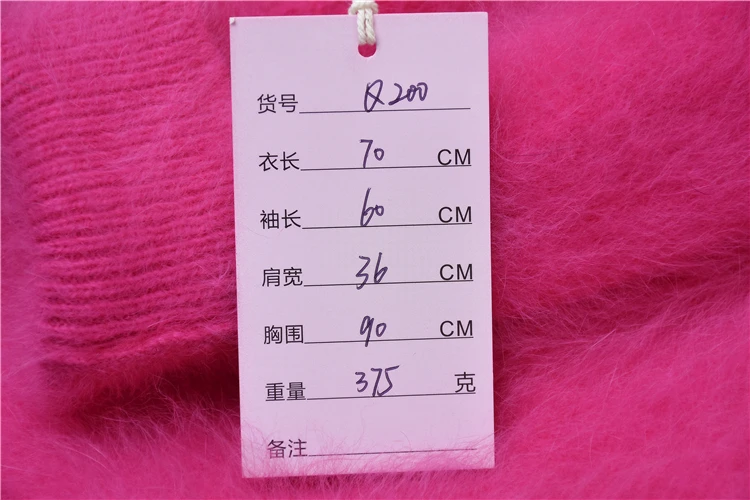 货号 Q200
衣长 70 CM
袖长 60 CM
肩宽 36 CM
胸围 90 CM
重量 375 克
备注